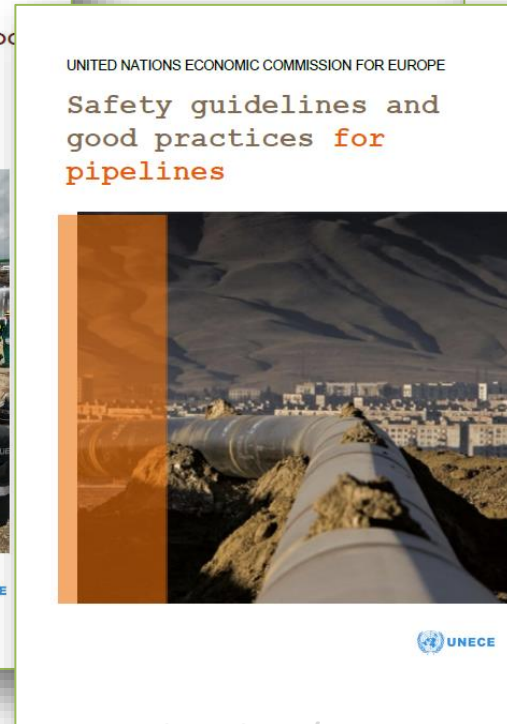 UNITED NATIONS ECONOMIC COMMISSION FOR EUROPE
Safety guidelines and
good practices for
pipelines
UNECE